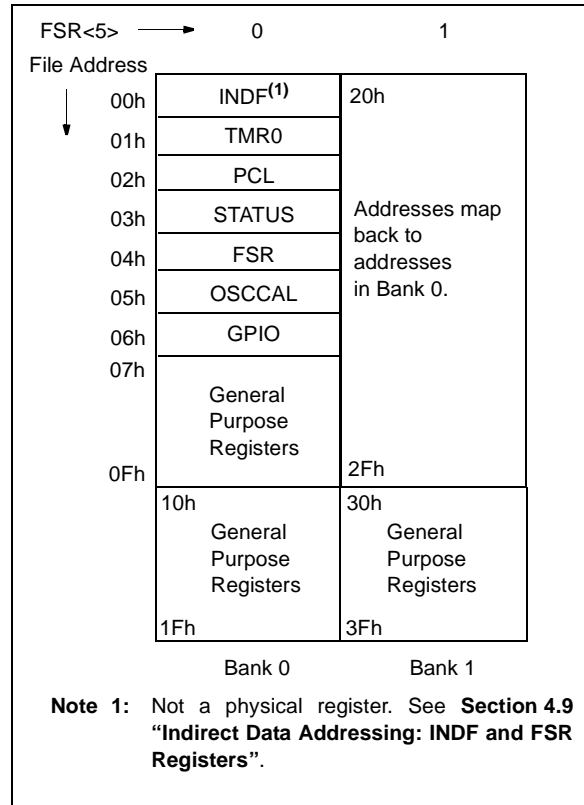 FSR<5> 0 1
File Address
00h INDF(1) 20h
01h TMR0
02h PCL
03h STATUS Addresses map
back to
04h FSR addresses
05h OSCCAL in Bank 0.
06h GPIO
07h
General
Purpose
Registers
0Fh 2Fh
10h 30h
General General
Purpose Purpose
Registers Registers
1Fh 3Fh
Bank 0 Bank 1
Note 1: Not a physical register. See Section 4.9
“Indirect Data Addressing: INDF and FSR
Registers”.